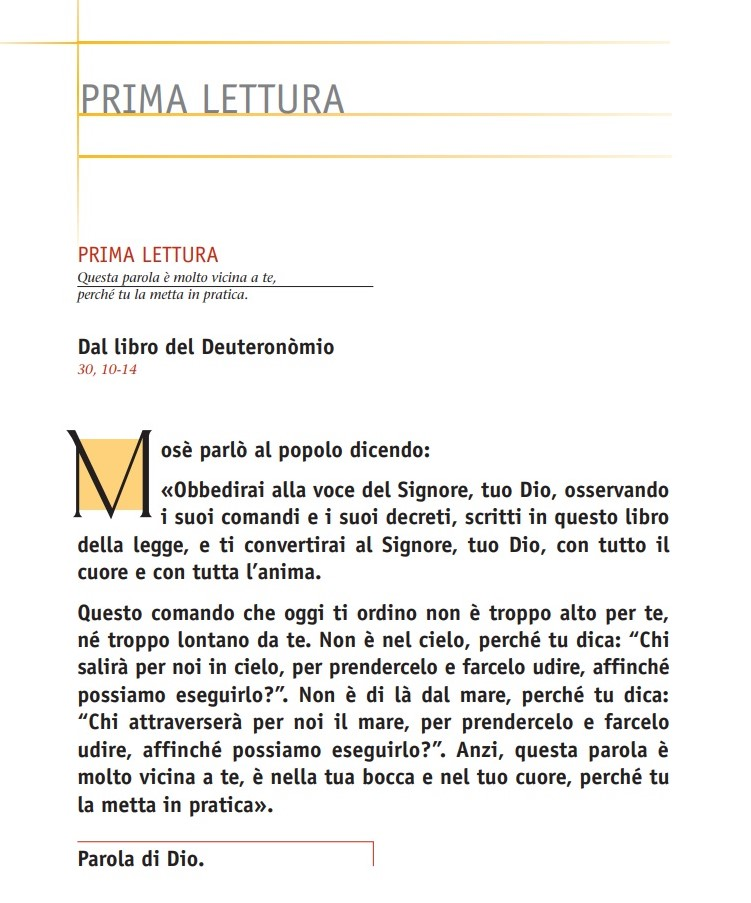 PRIMA LETTURA
PRIMA LETTURA
Questa parola è molto vicina a te,
perché tu la metta in pratica.
Dal libro del Deuteronòmio
30, 10-14
Mosè parlò al popolo dicendo:
«Obbedirai alla voce del Signore, tuo Dio, osservando
i suoi comandi e i suoi decreti, scritti in questo libro
della legge, e ti convertirai al Signore, tuo Dio, con tutto il
cuore e con tutta l’anima.
Questo comando che oggi ti ordino non è troppo alto per te,
né troppo lontano da te. Non è nel cielo, perché tu dica: “Chi
salirà per noi in cielo, per prendercelo e farcelo udire, affinché
possiamo eseguirlo?”. Non è di là dal mare, perché tu dica:
“Chi attraverserà per noi il mare, per prendercelo e farcelo
udire, affinché possiamo eseguirlo?”. Anzi, questa parola è
molto vicina a te, è nella tua bocca e nel tuo cuore, perché tu
la metta in pratica».
Parola di Dio.